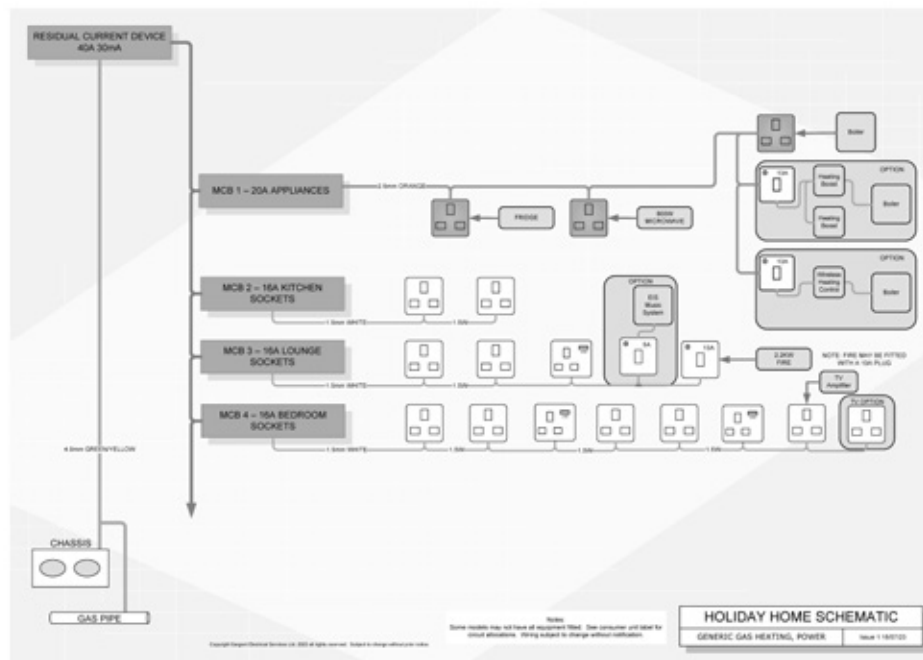 RESIDUAL CURRENT DEVICE
40A 30mA
Boiler
OPTION
MCB 1 – 20A APPLIANCES
2.5mm ORANGE
10A
Heating
Boost
Boiler
FRIDGE
800W
MICROWAVE
Heating
Boost
OPTION
MCB 2 – 16A KITCHEN
SOCKETS
OPTION
Music
System
Wireless
Heating
Control
Boiler
1.5mm WHITE
1.5W
MCB 3 – 16A LOUNGE
SOCKETS
5A
2.2KW
FIRE
NOTE: FIRE MAY BE FITTED
WITH A 13A PLUG
1.5mm WHITE
1.5W
TV
Amplifier
MCB 4 – 16A BEDROOM
SOCKETS
TV OPTION
1.5mm WHITE
1.5W
1.5W
1.5W
4.0mm GREEN/YELLOW
CHASSIS
GAS PIPE
Notes:
Some models may not have all equipment fitted. See consumer unit label for
circuit allocations. Wiring subject to change without notification.
HOLIDAY HOME SCHEMATIC
GENERIC GAS HEATING, POWER